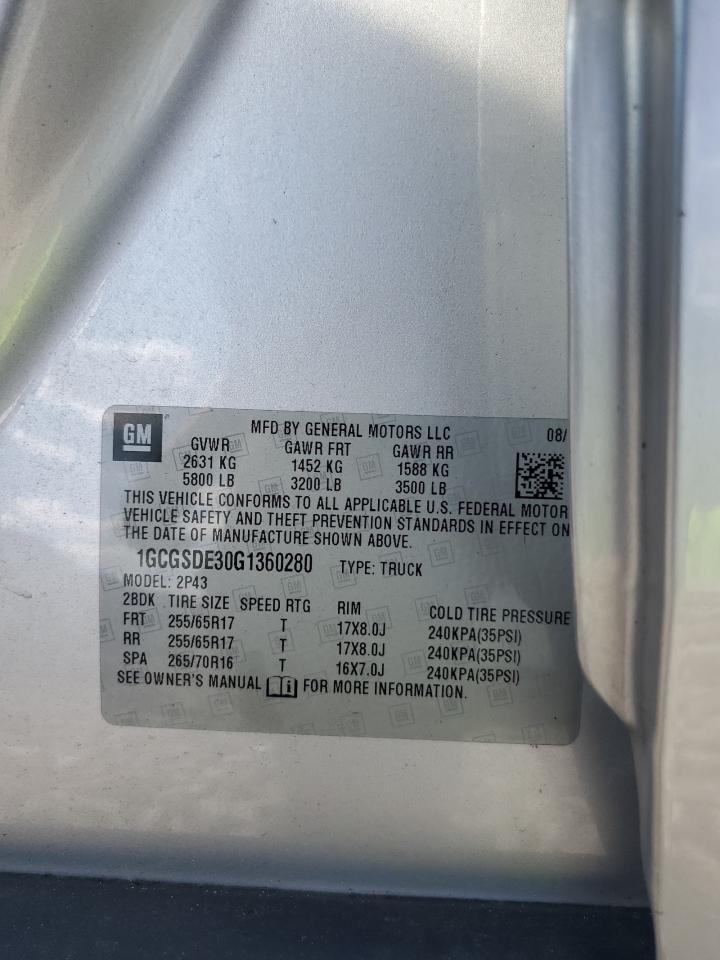 GM
MFD BY GENERAL MOTORS LLC 08/
GVWR GAWR FRT GAWR RR
2631 KG 1452 KG 1588 KG
5800 LB 3200 LB 3500 LB
THIS VEHICLE CONFORMS TO ALL APPLICABLE U.S. FEDERAL MOTOR
VEHICLE SAFETY AND THEFT PREVENTION STANDARDS IN EFFECT ON
THE DATE OF MANUFACTURE SHOWN ABOVE.
1GCGSDE30G1360280 TYPE: TRUCK
MODEL: 2P43
2BDK TIRE SIZE SPEED RTG RIM COLD TIRE PRESSURE
FRT 255/65R17 T 17X8.0J 240KPA(35PSI)
RR 255/65R17 T 17X8.0J 240KPA(35PSI)
SPA 265/70R16 T 16X7.0J 240KPA(35PSI)
SEE OWNER'S MANUAL FOR MORE INFORMATION.